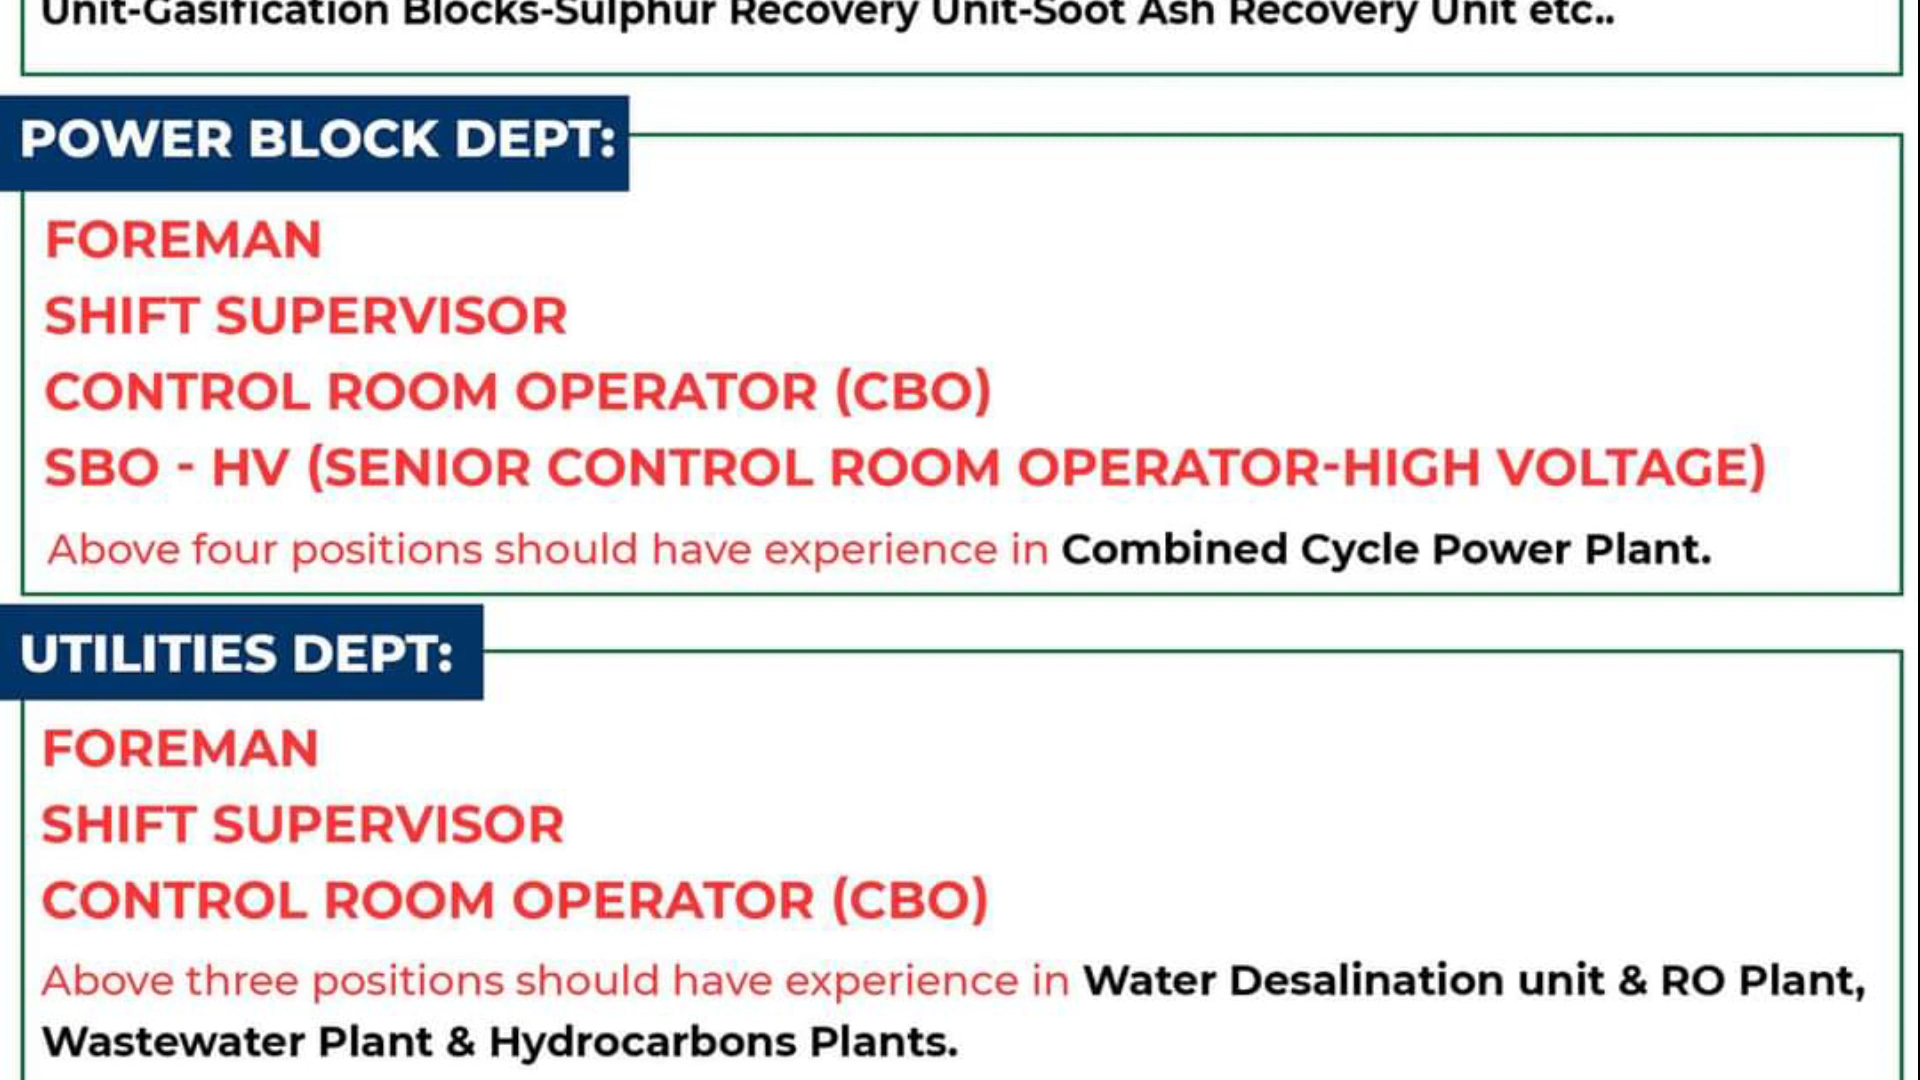 Unit-Gasification Blocks-Sulphur Recovery Unit-Soot Ash Recovery Unit etc..
POWER BLOCK DEPT:
FOREMAN
SHIFT SUPERVISOR
CONTROL ROOM OPERATOR (CBO)
SBO - HV (SENIOR CONTROL ROOM OPERATOR-HIGH VOLTAGE)
Above four positions should have experience in Combined Cycle Power Plant.
UTILITIES DEPT:
FOREMAN
SHIFT SUPERVISOR
CONTROL ROOM OPERATOR (CBO)
Above three positions should have experience in Water Desalination unit & RO Plant,
Wastewater Plant & Hydrocarbons Plants.